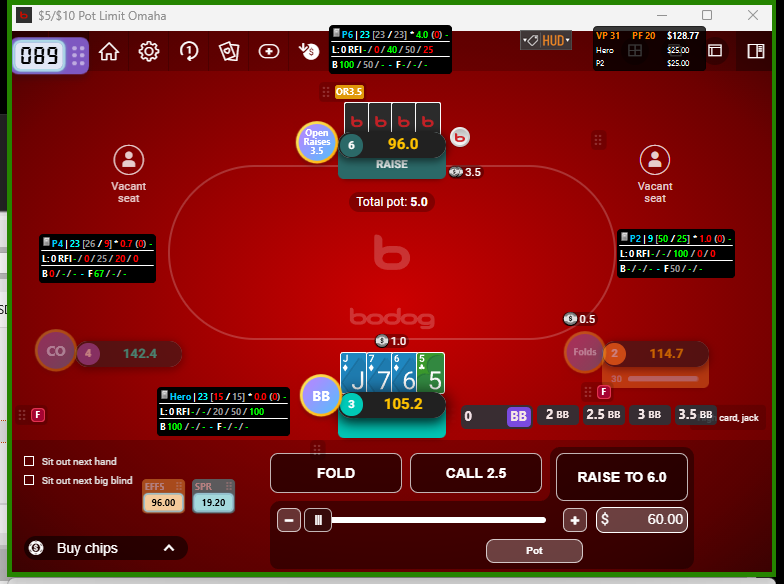 $5/$10 Pot Limit Omaha
089
P6 | 23 [23 / 23] * 4.0 (0) -
L: 0 RFI - / 0 / 40 / 50 / 25
B 100 / 50 / - - F - / - / -
HUD
VP 31 PF 20 $128.77
Hero $25.00
P2 $25.00
OR3.5
Open Raises 3.5
6 96.0
RAISE
3.5
Vacant seat
Vacant seat
Total pot: 5.0
P4 | 23 [26 / 9] * 0.7 (0) -
L: 0 RFI - / 0 / 25 / 20 / 0
B 0 / - / - - F 67 / - / -
P2 | 9 [50 / 25] * 1.0 (0) -
L: 0 RFI - / - / 100 / 0 / 0
B - / - / - - F 50 / - / -
b
bodog
0.5
CO 4 142.4
Folds 2 114.7
30
1.0
J 7 6 5
J 7 6 5
Hero | 23 [15 / 15] * 0.0 (0) -
L: 0 RFI - / - / 20 / 50 / 100
B 100 / - / - - F - / - / -
BB 3 105.2
F
F
0 BB 2 BB 2.5 BB 3 BB 3.5 BB card, jack
Sit out next hand
Sit out next big blind
EFFS SPR
96.00 19.20
FOLD CALL 2.5 RAISE TO 6.0
$ 60.00
Pot
Buy chips